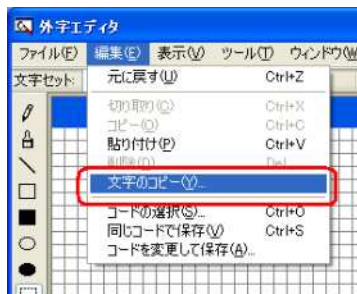 外字エディタ
ファイル(F) 編集(E) 表示(V) ツール(T) ウィンドウ(W
文字セット:
元に戻す(U) Ctrl+Z
切り取り(C) Ctrl+X
コピー(O) Ctrl+C
貼り付け(P) Ctrl+V
削除(D) Del
文字のコピー(Y)...
コードの選択(S)... Ctrl+O
同じコードで保存(V) Ctrl+S
コードを変更して保存(A)...